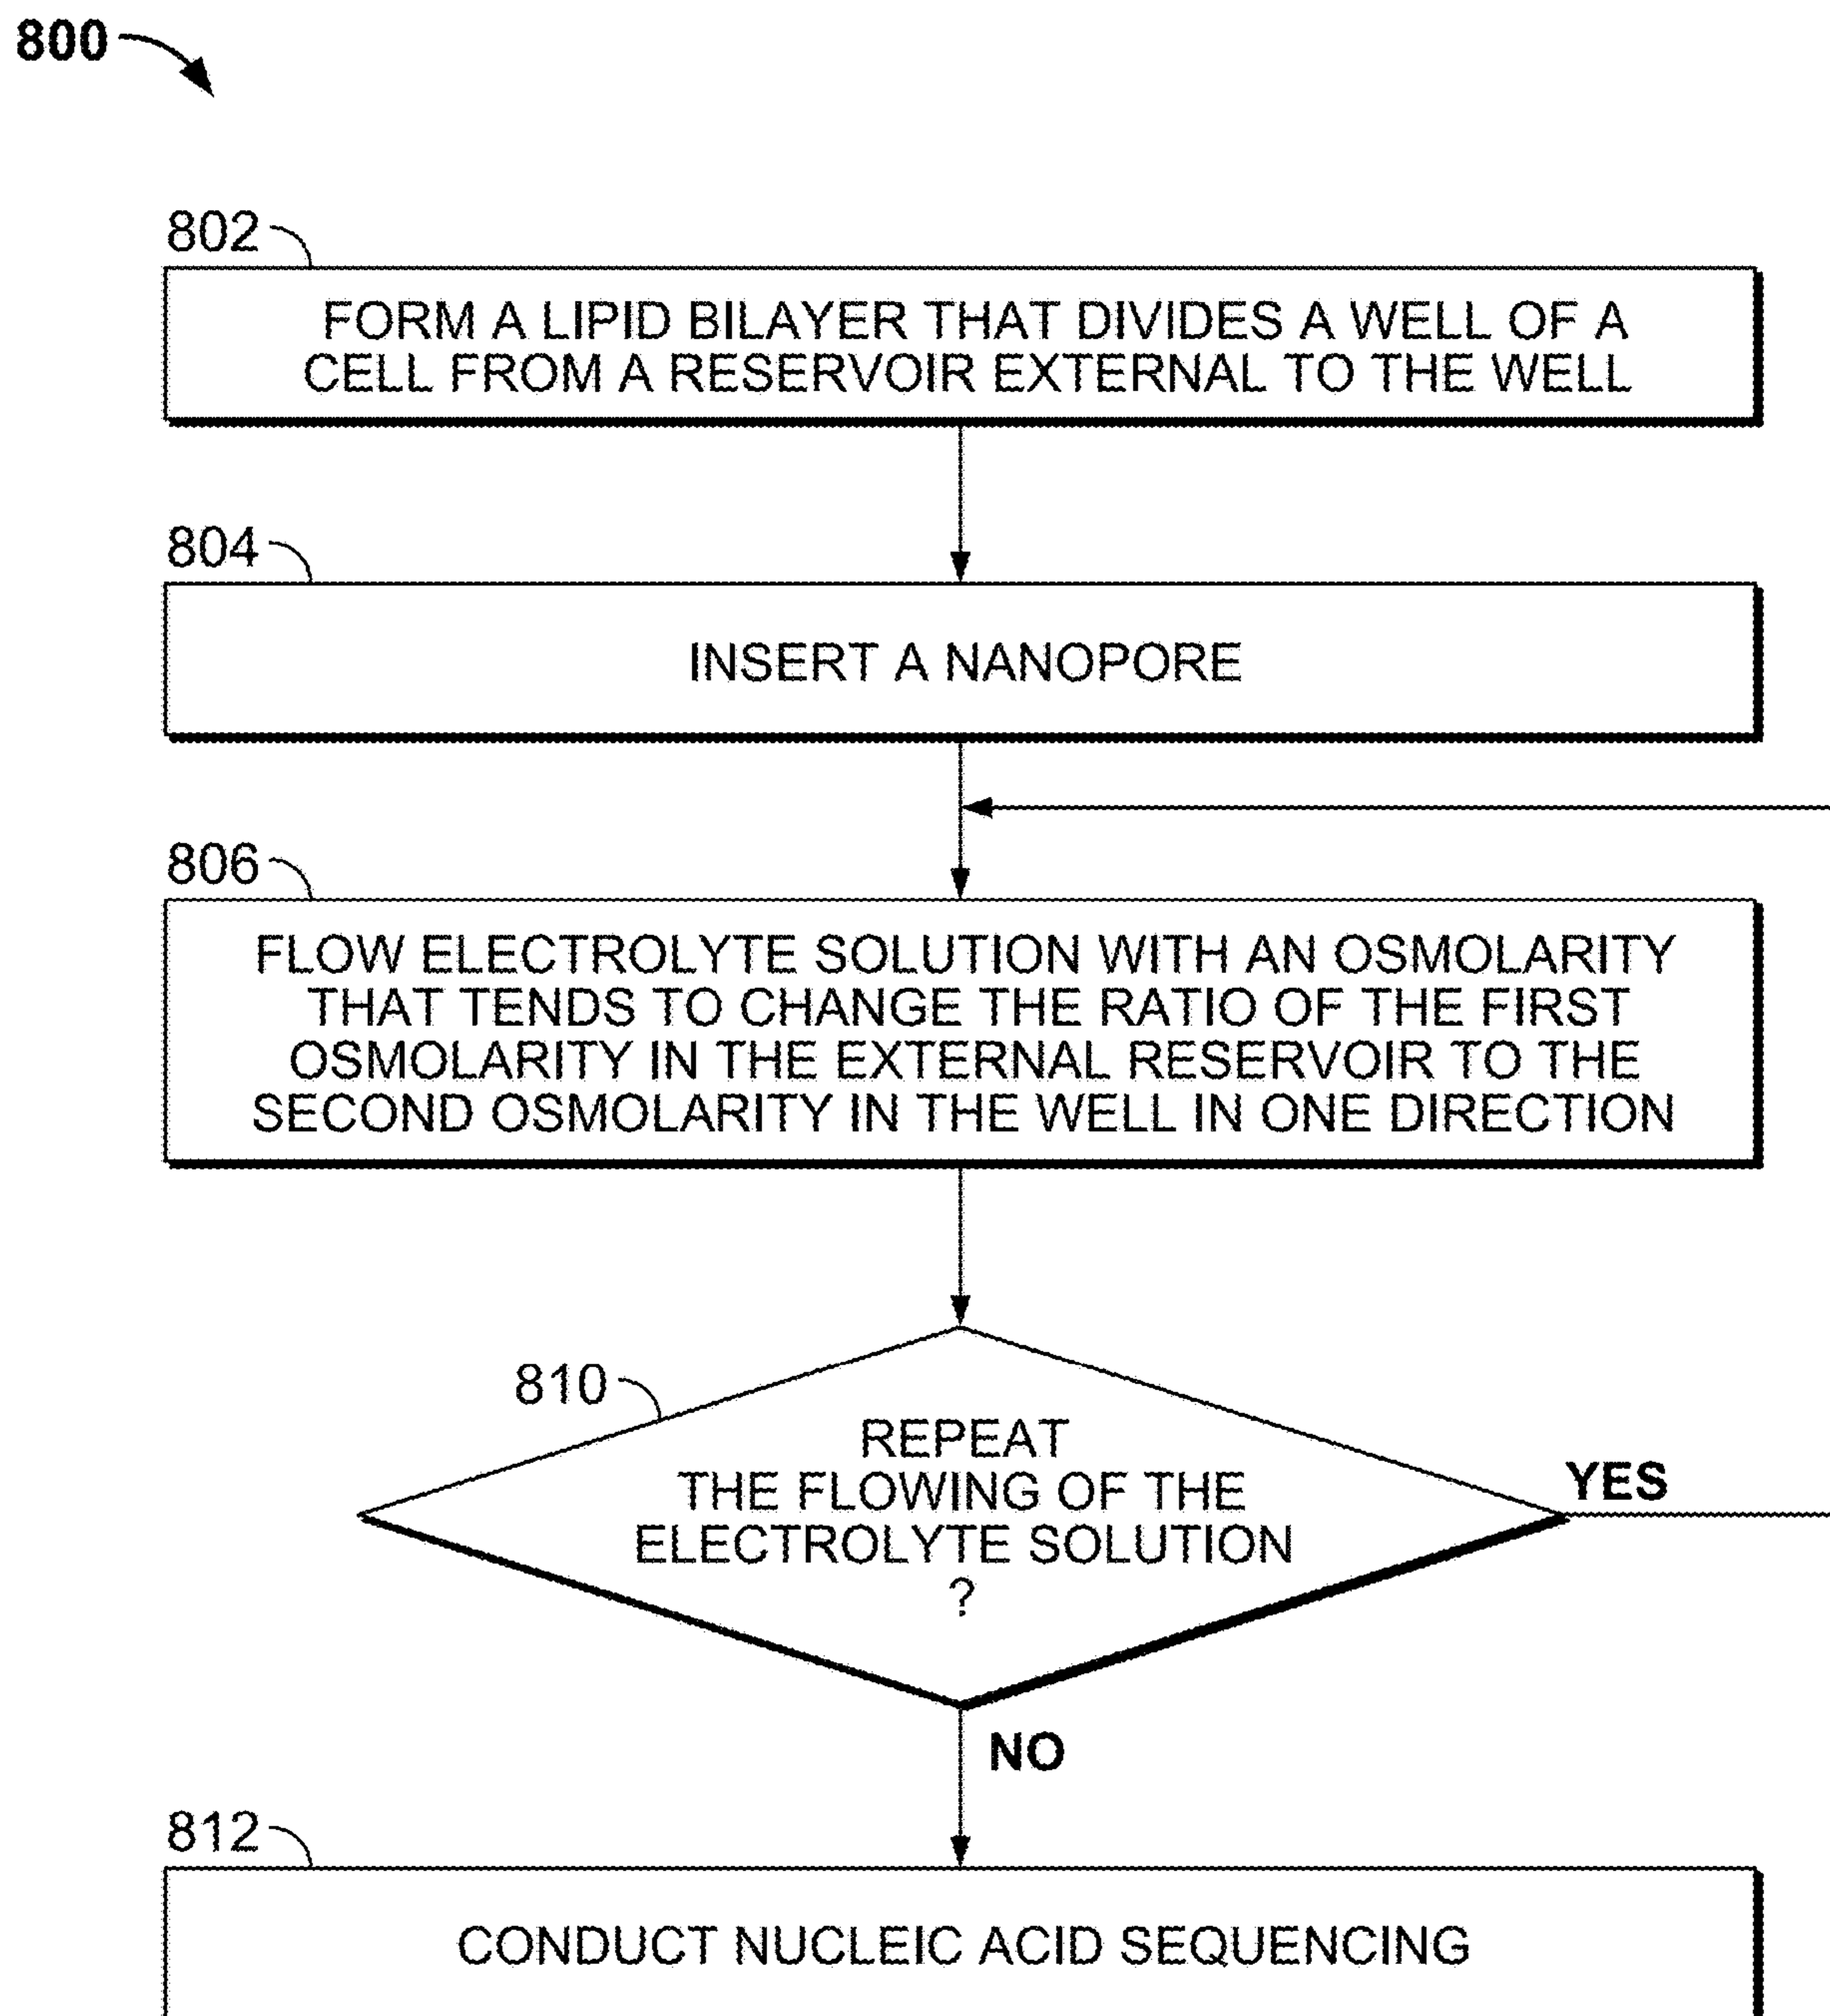 800
802
FORM A LIPID BILAYER THAT DIVIDES A WELL OF A
CELL FROM A RESERVOIR EXTERNAL TO THE WELL
804
INSERT A NANOPORE
806
FLOW ELECTROLYTE SOLUTION WITH AN OSMOLARITY
THAT TENDS TO CHANGE THE RATIO OF THE FIRST
OSMOLARITY IN THE EXTERNAL RESERVOIR TO THE
SECOND OSMOLARITY IN THE WELL IN ONE DIRECTION
810
REPEAT
THE FLOWING OF THE
ELECTROLYTE SOLUTION
?
YES
NO
812
CONDUCT NUCLEIC ACID SEQUENCING